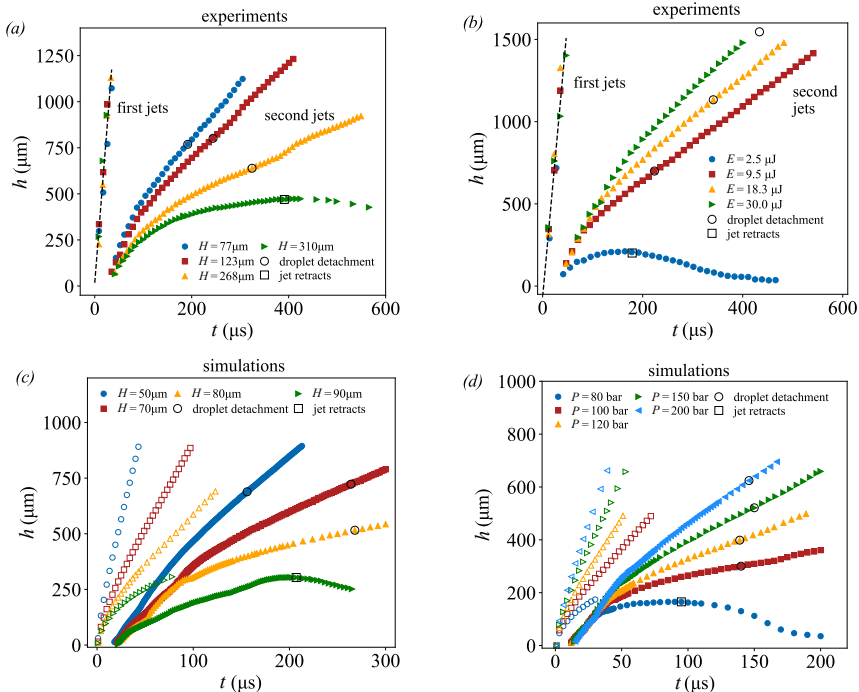 experiments
(a)
1250
1000
750
500
250
0
h (μm)
first jets
second jets
H = 77μm
H = 123μm
H = 268μm
H = 310μm
droplet detachment
jet retracts
0 200 400 600
t (μs)
experiments
(b)
1500
1000
500
0
h (μm)
first jets
second
jets
E = 2.5 μJ
E = 9.5 μJ
E = 18.3 μJ
E = 30.0 μJ
droplet detachment
jet retracts
0 200 400 600
t (μs)
simulations
(c)
H = 50μm
H = 70μm
H = 80μm
droplet detachment
H = 90μm
jet retracts
1000
750
500
250
0
h (μm)
0 100 200 300
t (μs)
simulations
(d)
1000
800
600
400
200
0
h (μm)
P = 80 bar
P = 100 bar
P = 120 bar
P = 150 bar
P = 200 bar
droplet detachment
jet retracts
0 50 100 150 200
t (μs)